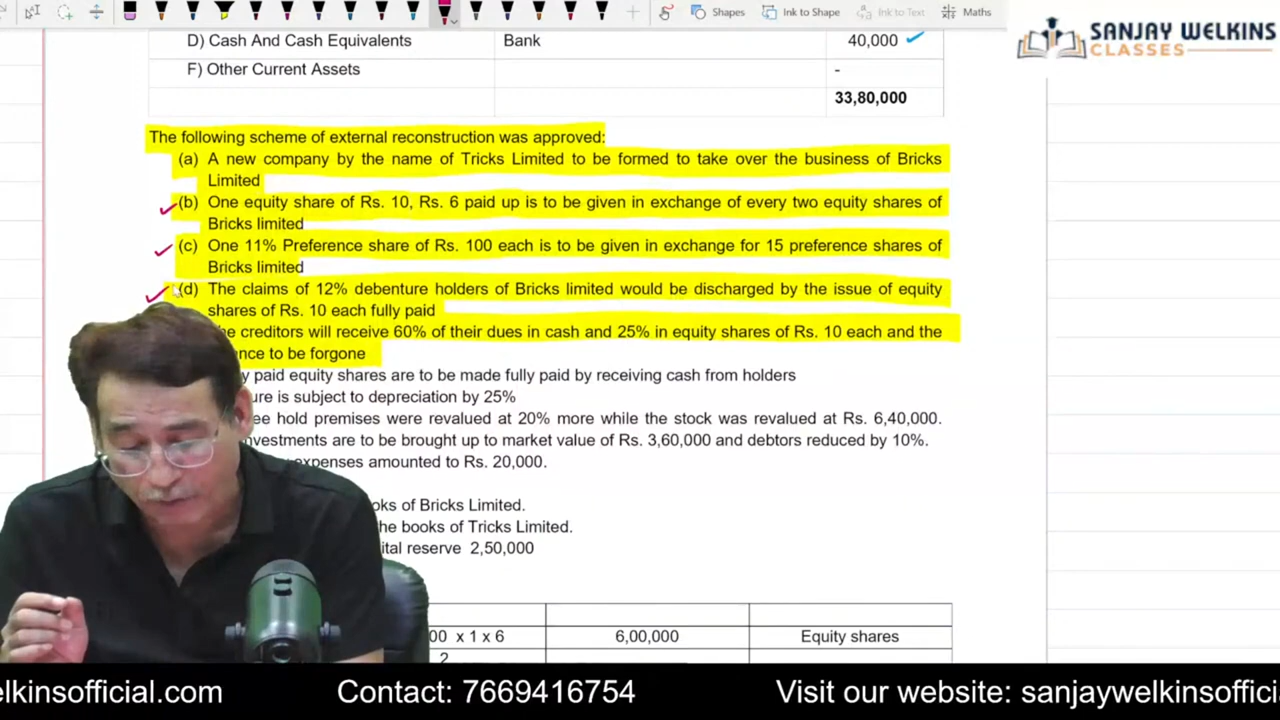 Shapes Ink to Shape Ink to Text Maths
SANJAY WELKINS
CLASSES
D) Cash And Cash Equivalents Bank 40,000
F) Other Current Assets -
33,80,000
The following scheme of external reconstruction was approved:
(a) A new company by the name of Tricks Limited to be formed to take over the business of Bricks
Limited
(b) One equity share of Rs. 10, Rs. 6 paid up is to be given in exchange of every two equity shares of
Bricks limited
(c) One 11% Preference share of Rs. 100 each is to be given in exchange for 15 preference shares of
Bricks limited
(d) The claims of 12% debenture holders of Bricks limited would be discharged by the issue of equity
shares of Rs. 10 each fully paid
creditors will receive 60% of their dues in cash and 25% in equity shares of Rs. 10 each and the
to be forgone
paid equity shares are to be made fully paid by receiving cash from holders
is subject to depreciation by 25%
hold premises were revalued at 20% more while the stock was revalued at Rs. 6,40,000.
are to be brought up to market value of Rs. 3,60,000 and debtors reduced by 10%.
expenses amounted to Rs. 20,000.
of Bricks Limited.
the books of Tricks Limited.
reserve 2,50,000
00 x 1 x 6 6,00,000 Equity shares
2
elkinsofficial.com Contact: 7669416754 Visit our website: sanjaywelkinsoffici